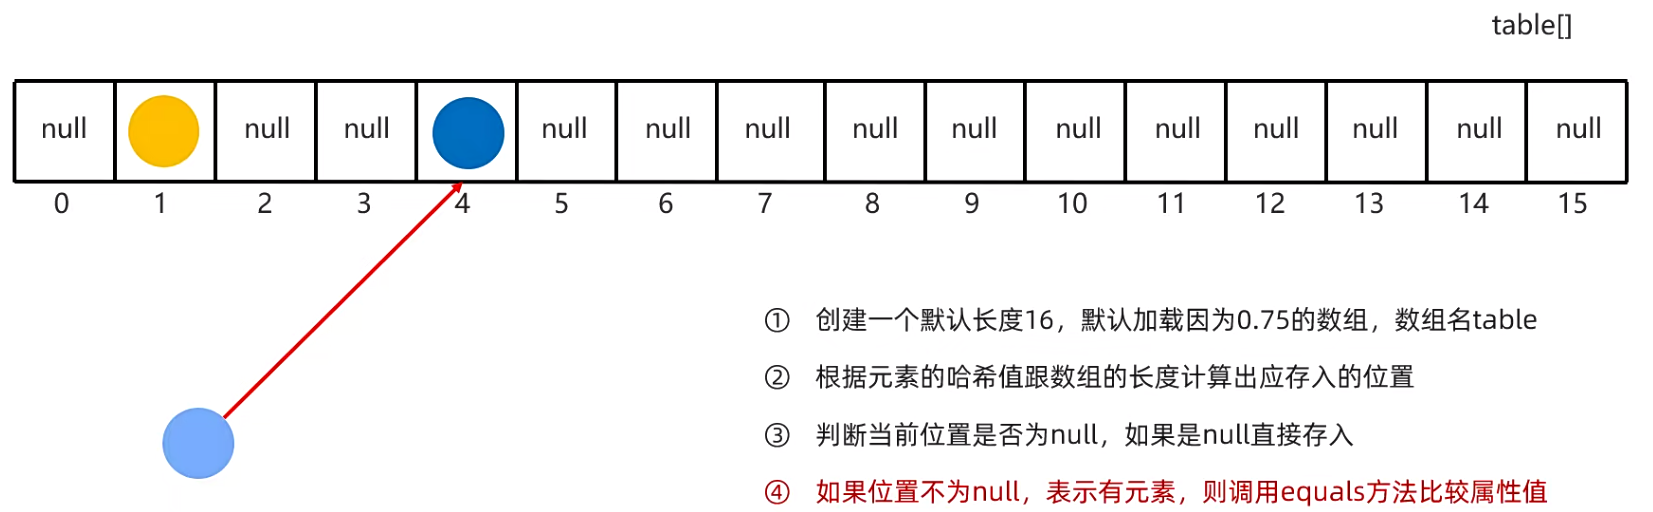 table[]
null null null null null null null null null null null null null null
0 1 2 3 4 5 6 7 8 9 10 11 12 13 14 15
① 创建一个默认长度16，默认加载因为0.75的数组，数组名table
② 根据元素的哈希值跟数组的长度计算出应存入的位置
③ 判断当前位置是否为null，如果是null直接存入
④ 如果位置不为null，表示有元素，则调用equals方法比较属性值